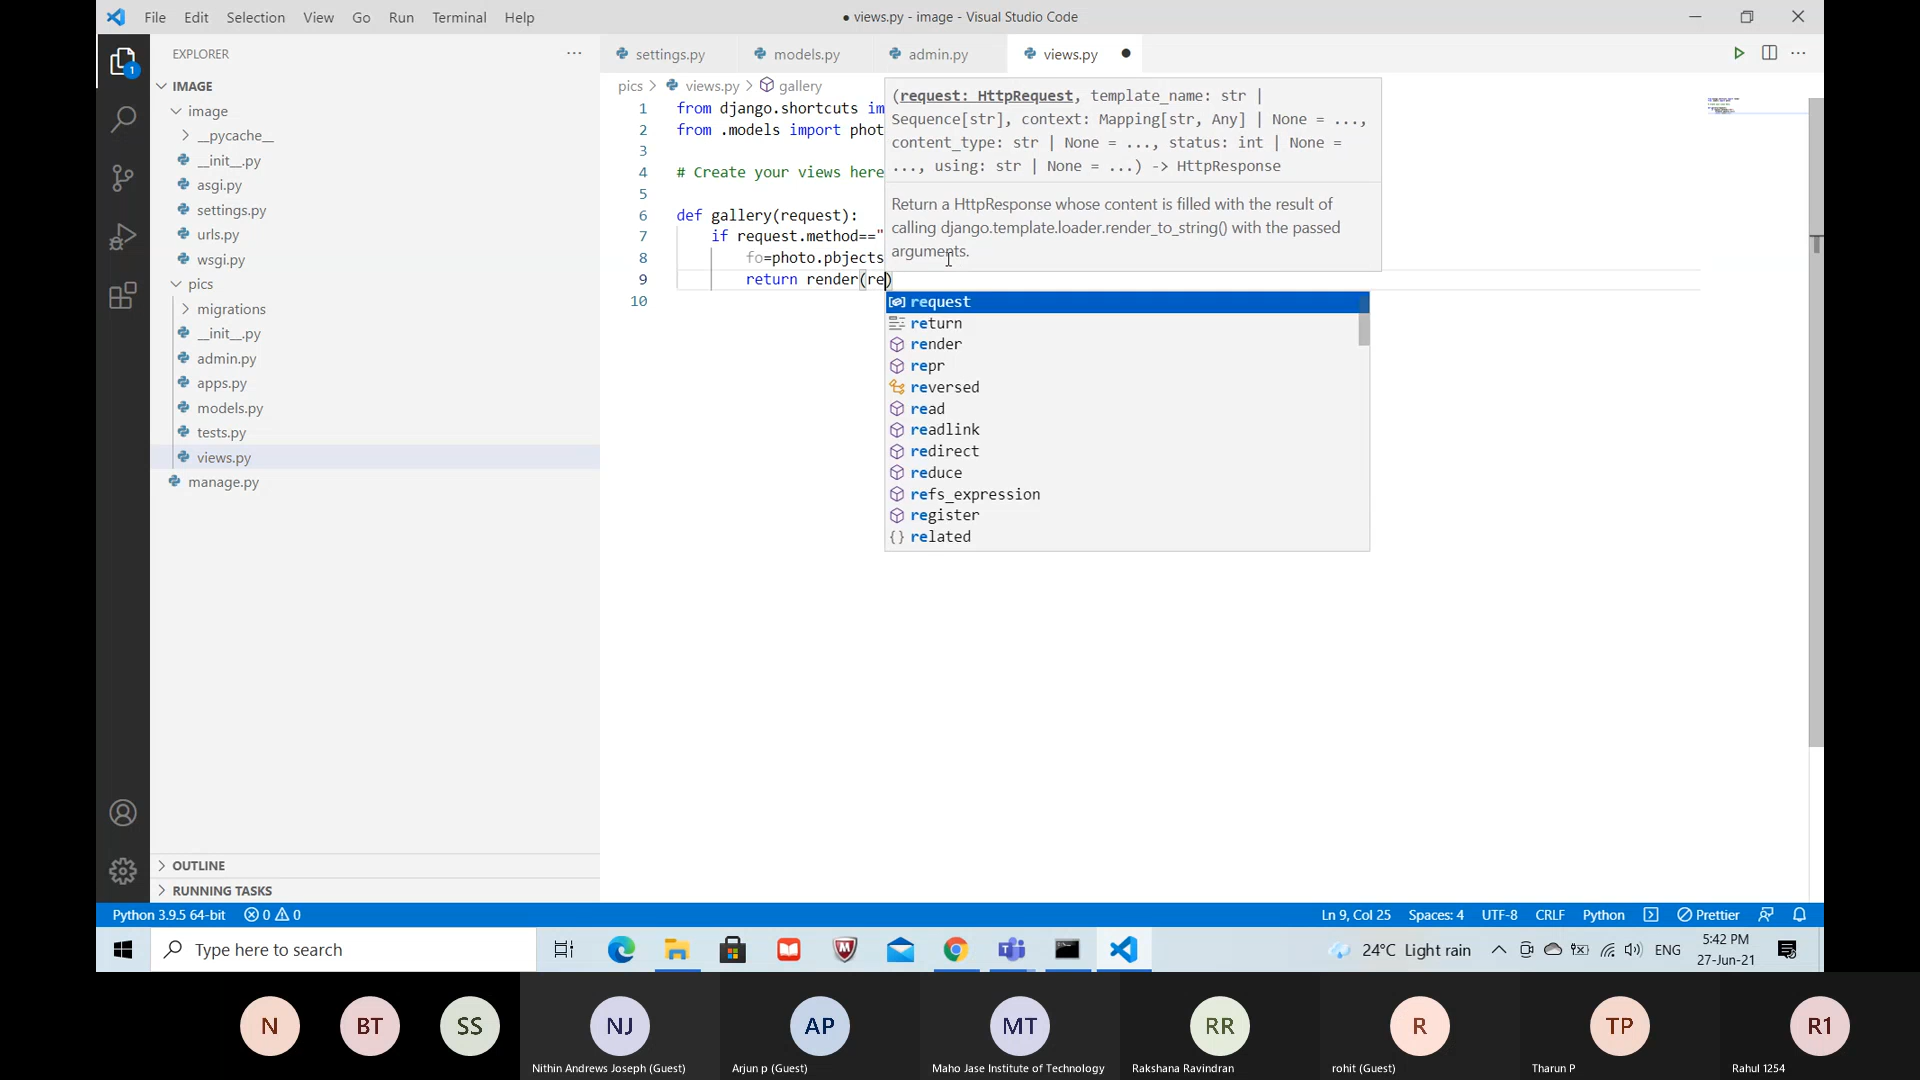 File Edit Selection View Go Run Terminal Help
● views.py - image - Visual Studio Code
EXPLORER
settings.py
models.py
admin.py
views.py
IMAGE
image
__pycache__
__init__.py
asgi.py
settings.py
urls.py
wsgi.py
pics
migrations
__init__.py
admin.py
apps.py
models.py
tests.py
views.py
manage.py
OUTLINE
RUNNING TASKS
1
pics > views.py > gallery
1 from django.shortcuts im
2 from .models import phot
3
4 # Create your views here
5
6 def gallery(request):
7 if request.method=="
8 fo=photo.pbjects
9 return render(re)
10
(request: HttpRequest, template_name: str |
Sequence[str], context: Mapping[str, Any] | None = ...,
content_type: str | None = ..., status: int | None =
..., using: str | None = ...) -> HttpResponse
Return a HttpResponse whose content is filled with the result of
calling django.template.loader.render_to_string() with the passed
arguments.
request
return
render
repr
reversed
read
readlink
redirect
reduce
refs_expression
register
related
Python 3.9.5 64-bit 0 0
Ln 9, Col 25 Spaces: 4 UTF-8 CRLF Python Prettier
Type here to search
24°C Light rain
ENG
5:42 PM
27-Jun-21
N BT SS NJ AP MT RR R TP R1
Nithin Andrews Joseph (Guest) Arjun p (Guest) Maho Jase Institute of Technology Rakshana Ravindran rohit (Guest) Tharun P Rahul 1254